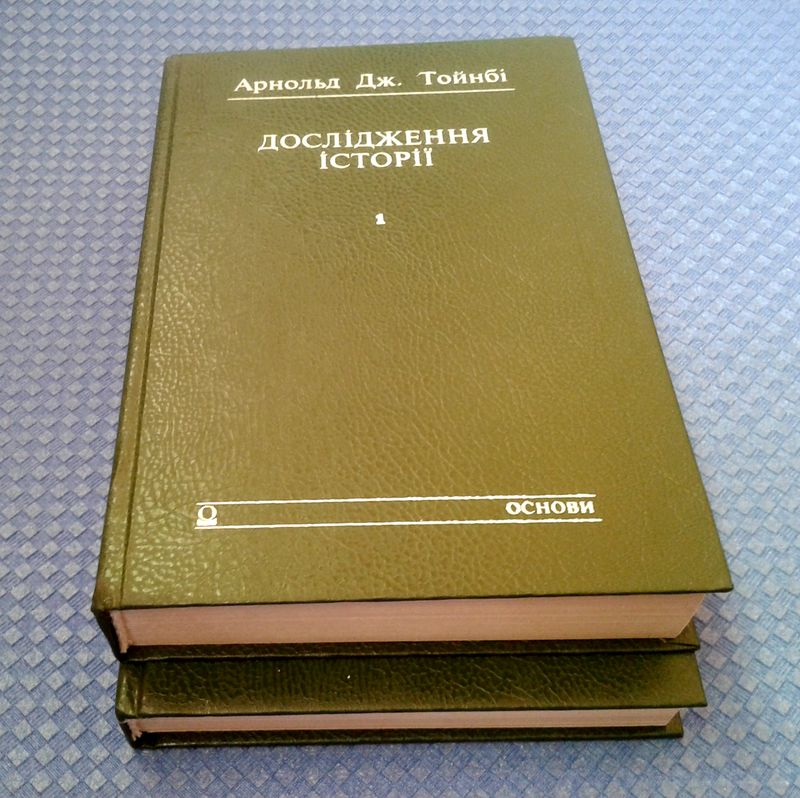 Арнольд Дж. Тойнбі
ДОСЛІДЖЕННЯ
ІСТОРІЇ
1
ОСНОВИ